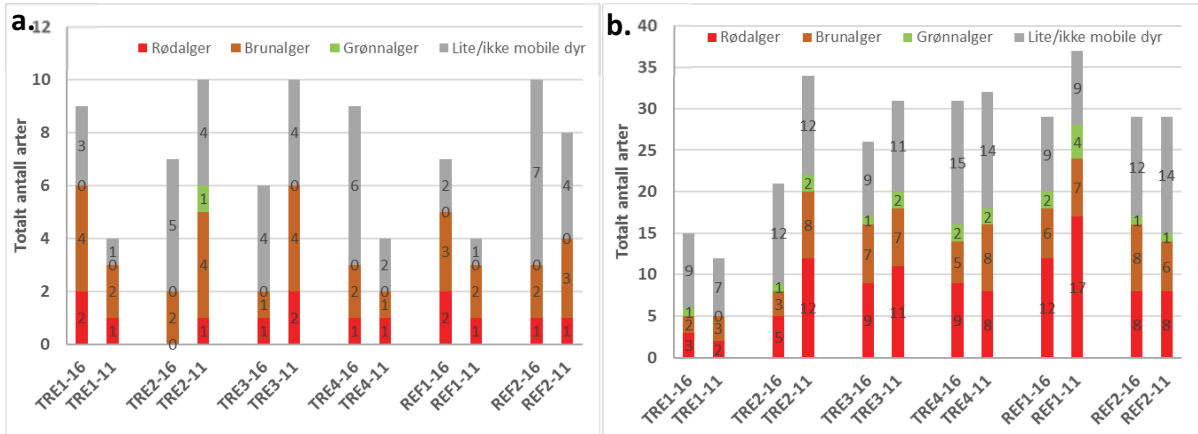 a.
12
10
8
6
4
2
0
Totalt antall arter
Rødalger Brunalger Grønnalger Lite/ikke mobile dyr
3 0 4 2
1 0 2 1
5 0 2 0
4 1 4 1
4 0 1 1
4 0 4 2
6 0 2 1
2 1 1
2 0 3 2
1 0 2 1
7 0 2 1
4 0 3 1
TRE1-16 TRE1-11 TRE2-16 TRE2-11 TRE3-16 TRE3-11 TRE4-16 TRE4-11 REF1-16 REF1-11 REF2-16 REF2-11
b.
40
35
30
25
20
15
10
5
0
Totalt antall arter
Rødalger Brunalger Grønnalger Lite/ikke mobile dyr
9 1 2 3
7 0 3 2
12 1 3 5
12 2 8 12
9 1 7 9
11 2 7 11
15 2 5 9
14 2 8 8
9 2 6 12
9 4 7 17
12 1 8 8
14 1 6 8
TRE1-16 TRE1-11 TRE2-16 TRE2-11 TRE3-16 TRE3-11 TRE4-16 TRE4-11 REF1-16 REF1-11 REF2-16 REF2-11